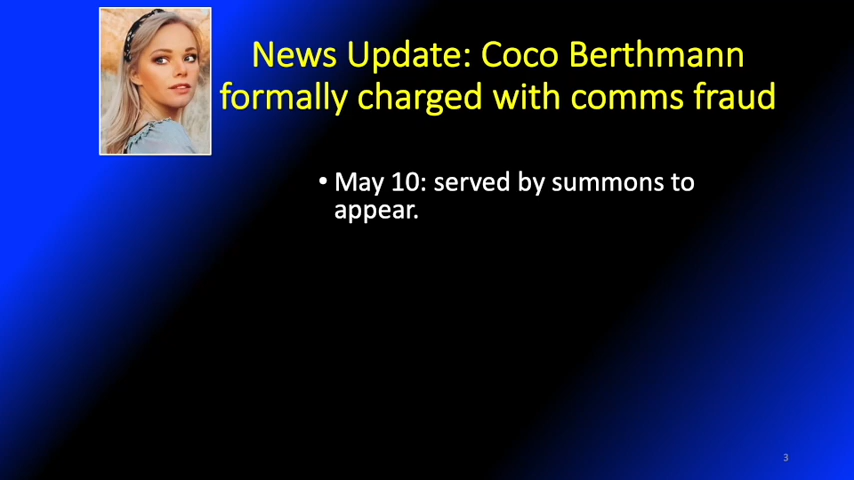 News Update: Coco Berthmann
formally charged with comms fraud
• May 10: served by summons to
appear.
3